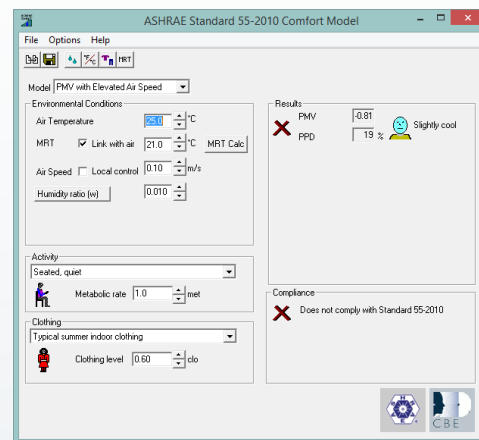 ASHRAE Standard 55-2010 Comfort Model
File Options Help
MRT
Model PMV with Elevated Air Speed
Environmental Conditions
Air Temperature 25.0 °C
MRT Link with air 21.0 °C MRT Calc
Air Speed Local control 0.10 m/s
Humidity ratio (w) 0.010
Activity
Seated, quiet
Metabolic rate 1.0 met
Clothing
Typical summer indoor clothing
Clothing level 0.60 clo
Results
PMV -0.81
PPD 19 % Slightly cool
Compliance
Does not comply with Standard 55-2010
CBE